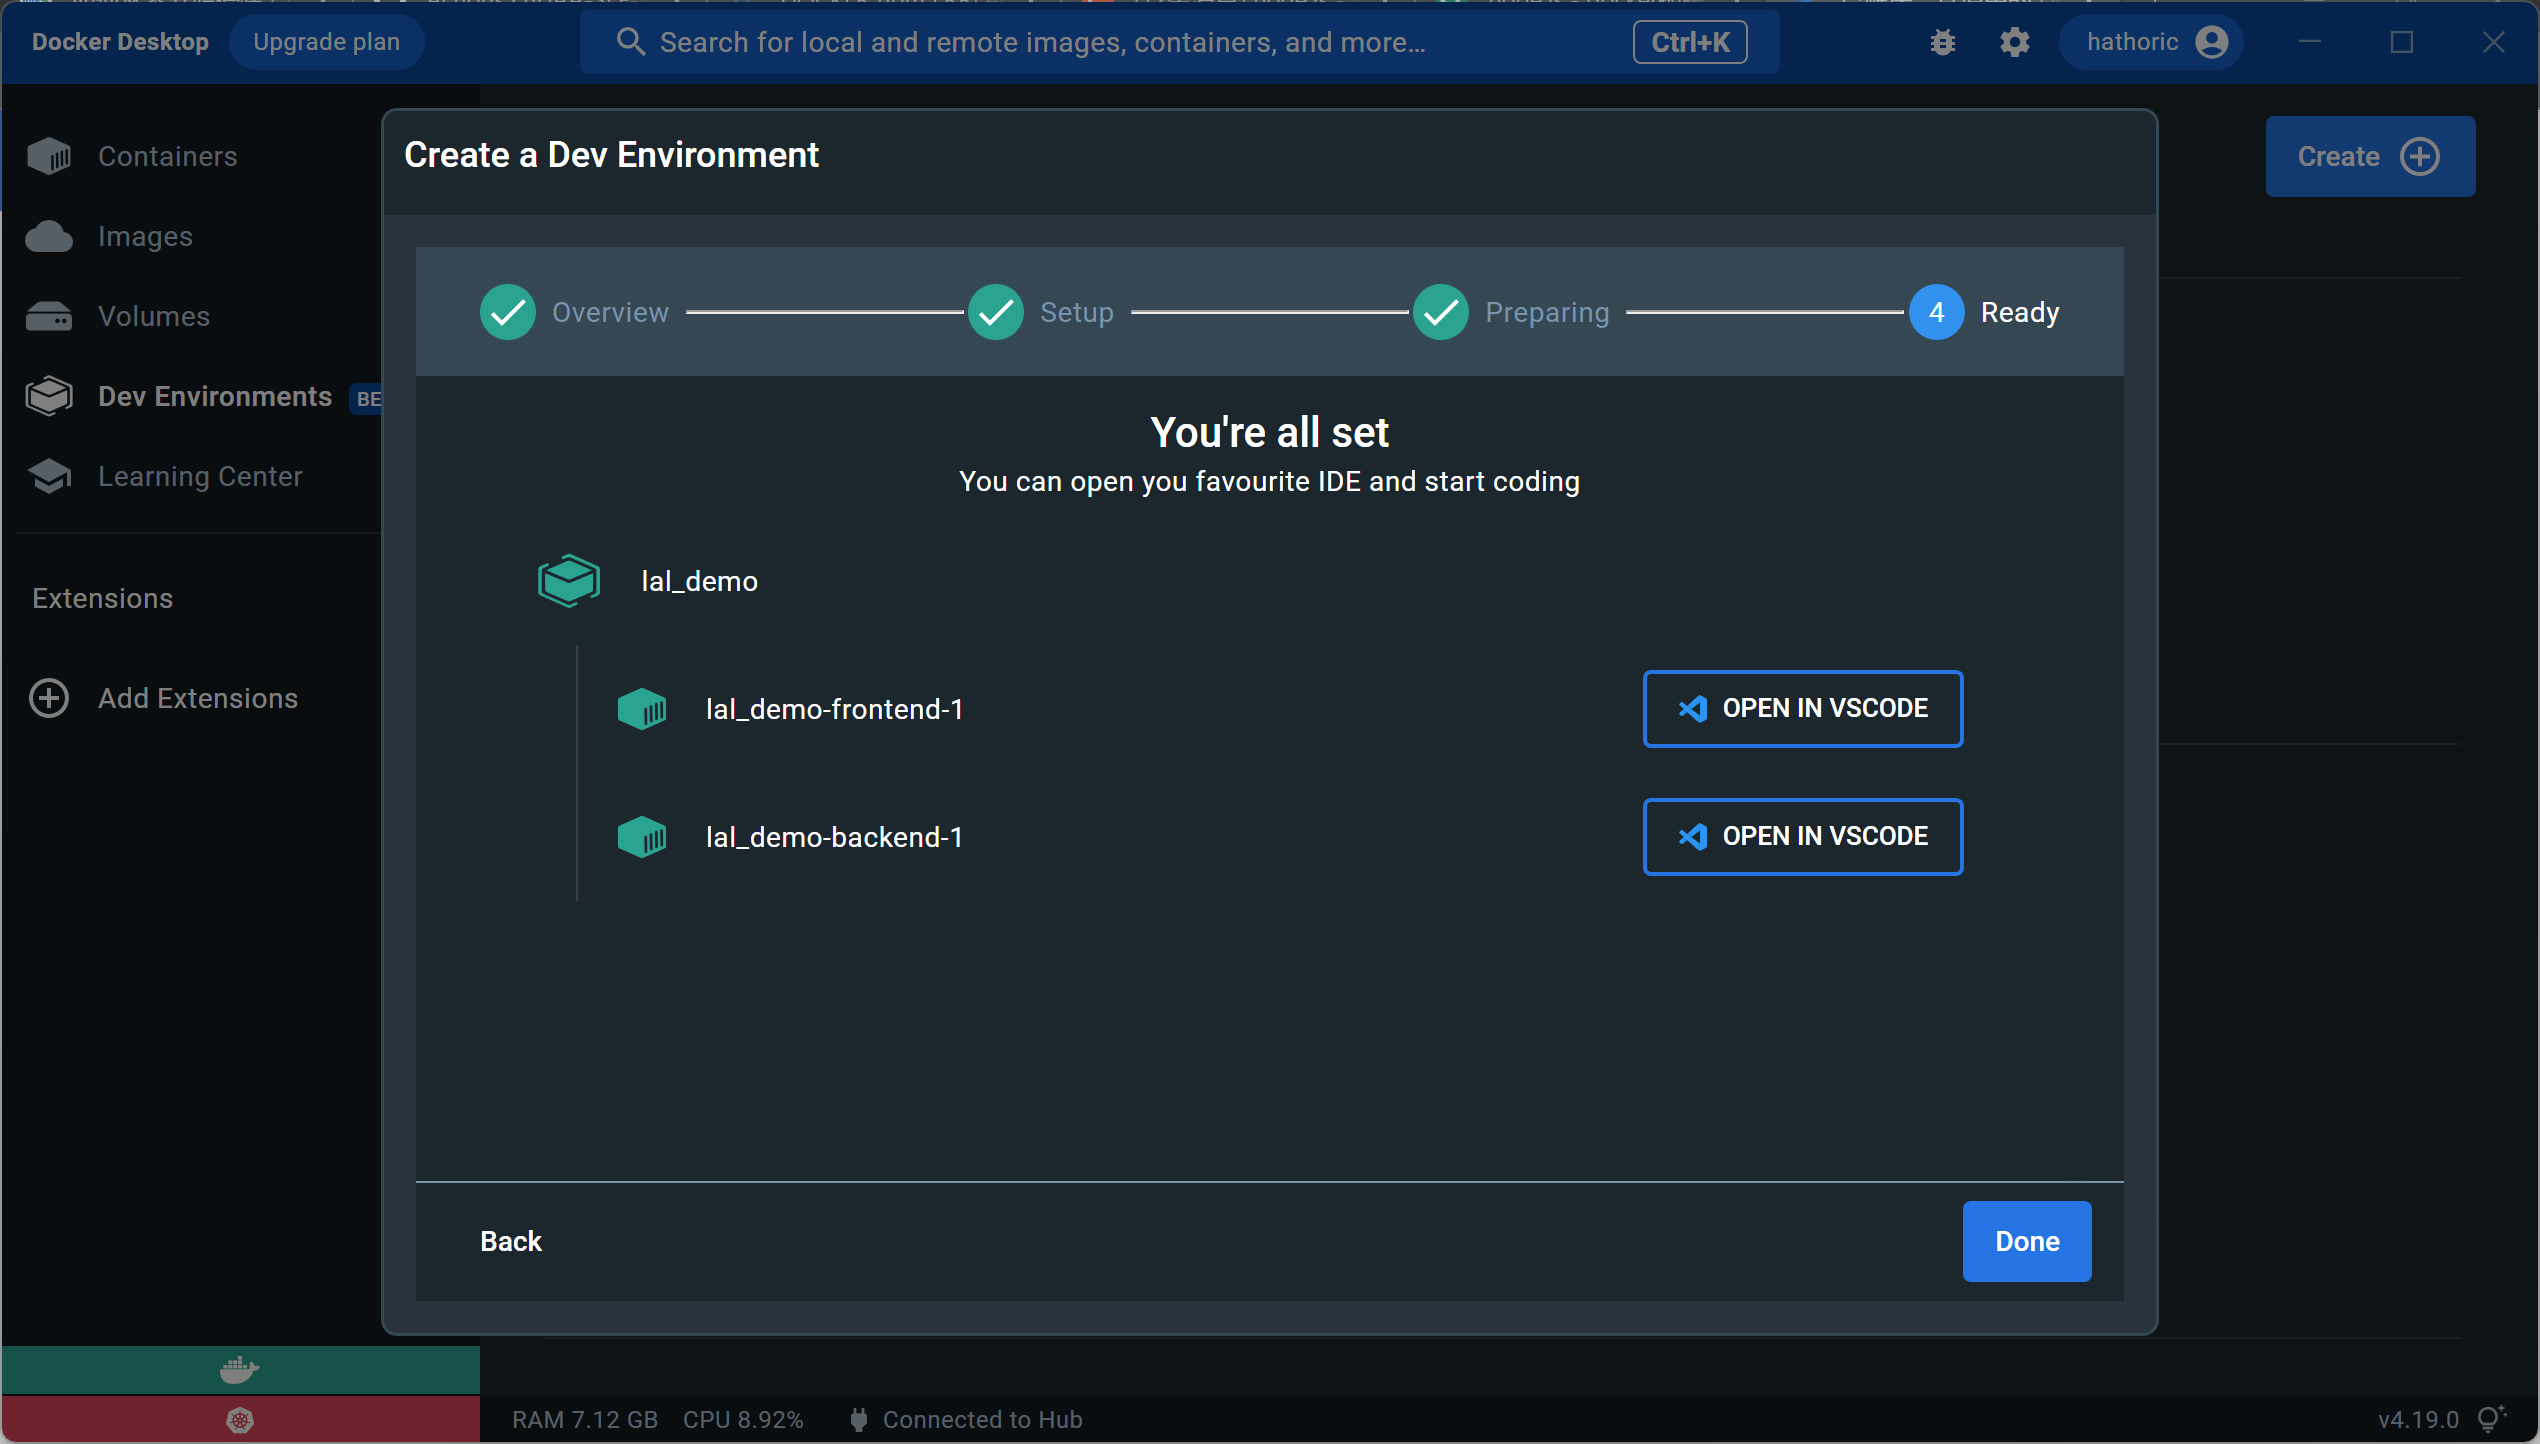 Docker Desktop
Upgrade plan
Search for local and remote images, containers, and more...
Ctrl+K
hathoric
Containers
Images
Volumes
Dev Environments
BE
Learning Center
Extensions
Add Extensions
Create
Create a Dev Environment
Overview
Setup
Preparing
4
Ready
You're all set
You can open you favourite IDE and start coding
lal_demo
lal_demo-frontend-1
OPEN IN VSCODE
lal_demo-backend-1
OPEN IN VSCODE
Back
Done
RAM 7.12 GB
CPU 8.92%
Connected to Hub
v4.19.0